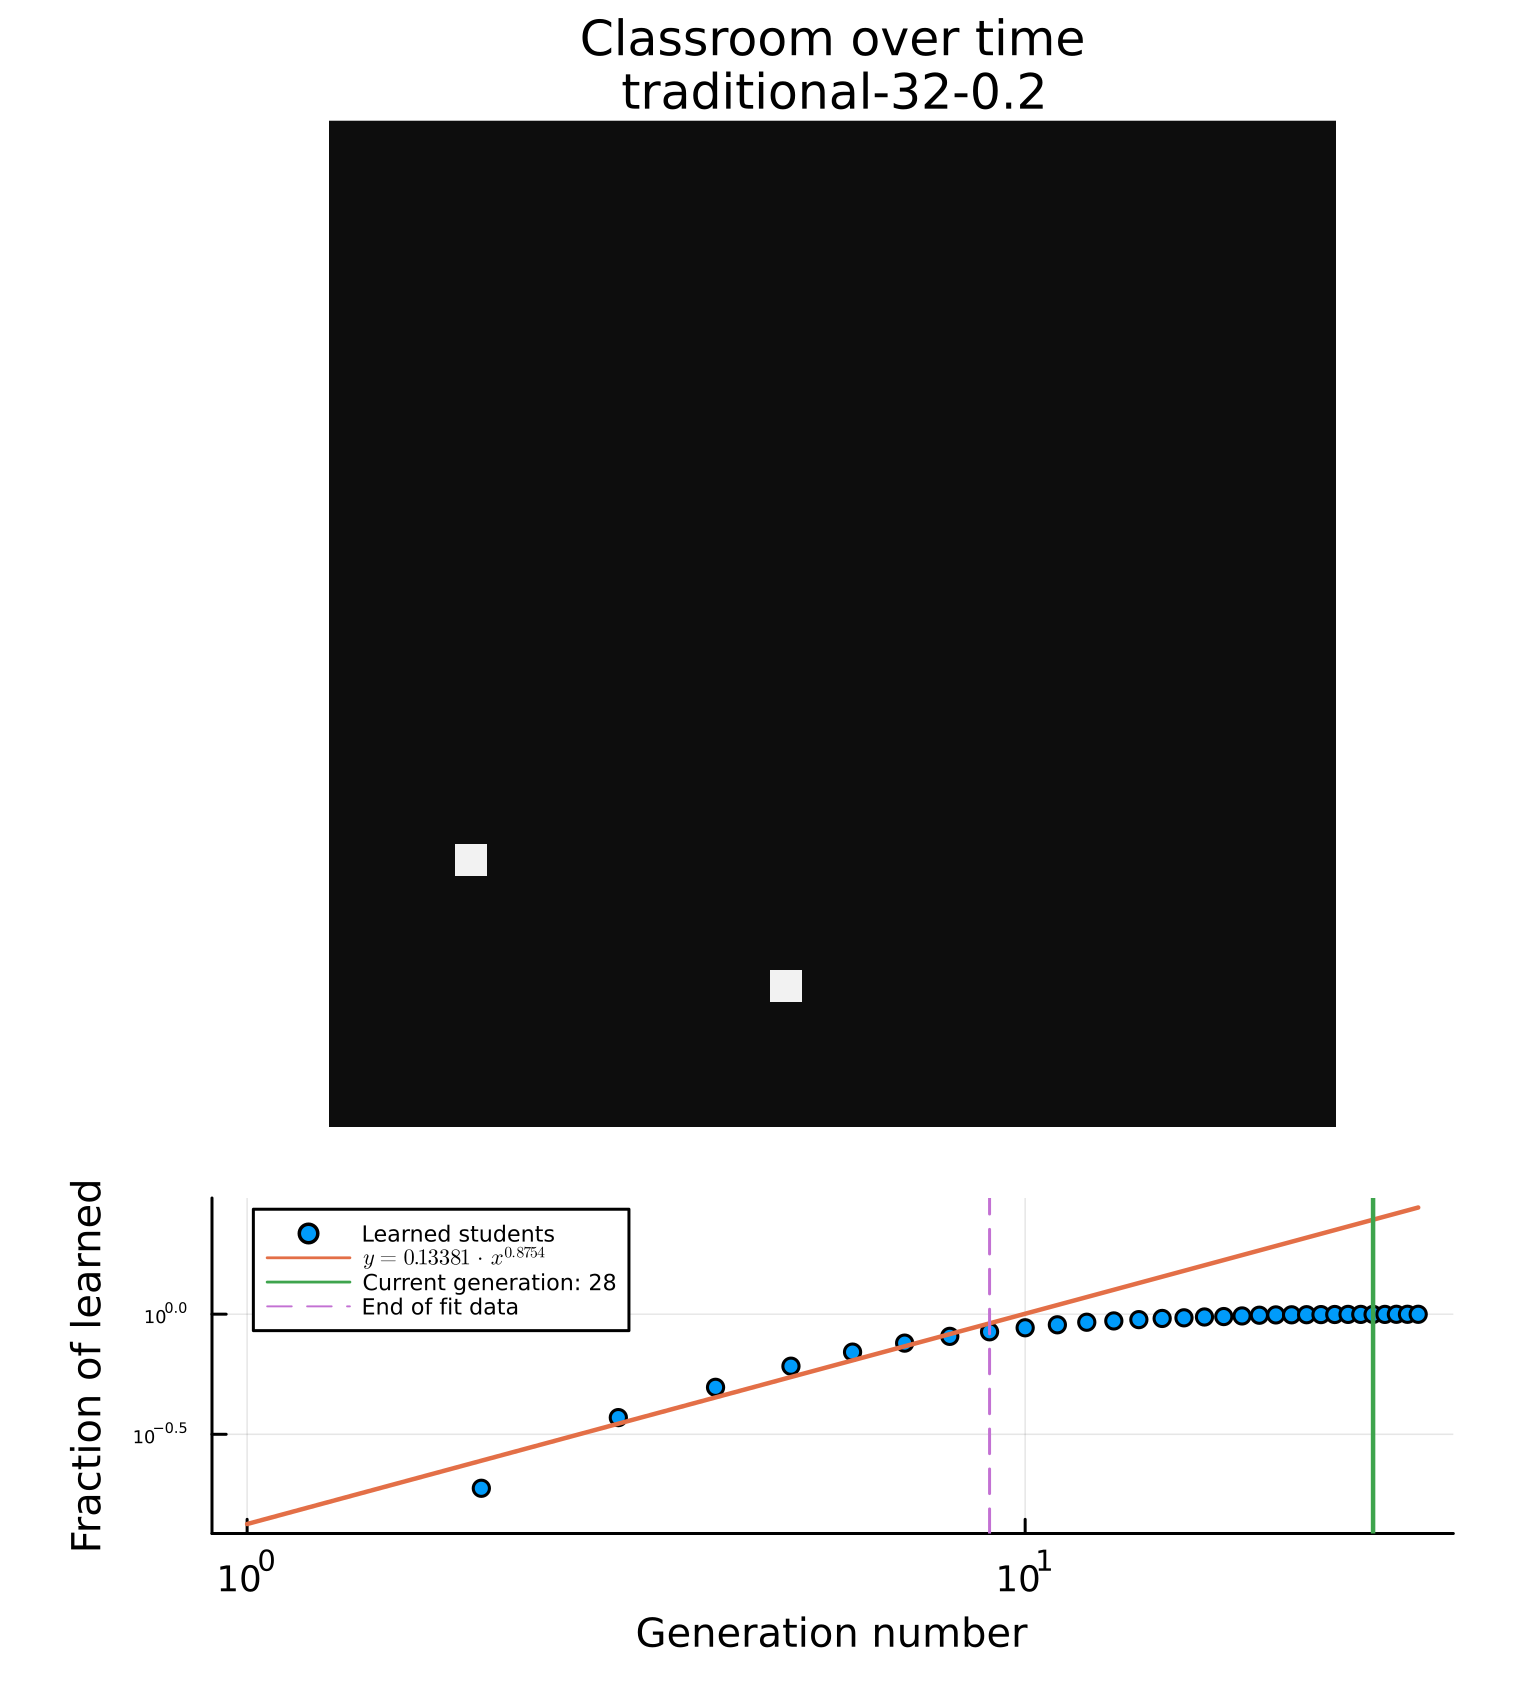 Classroom over time
traditional-32-0.2
Fraction of learned
Learned students
y = 0.13381 · x^0.8754
Current generation: 28
End of fit data
10^0.0
10^−0.5
10^0
10^1
Generation number